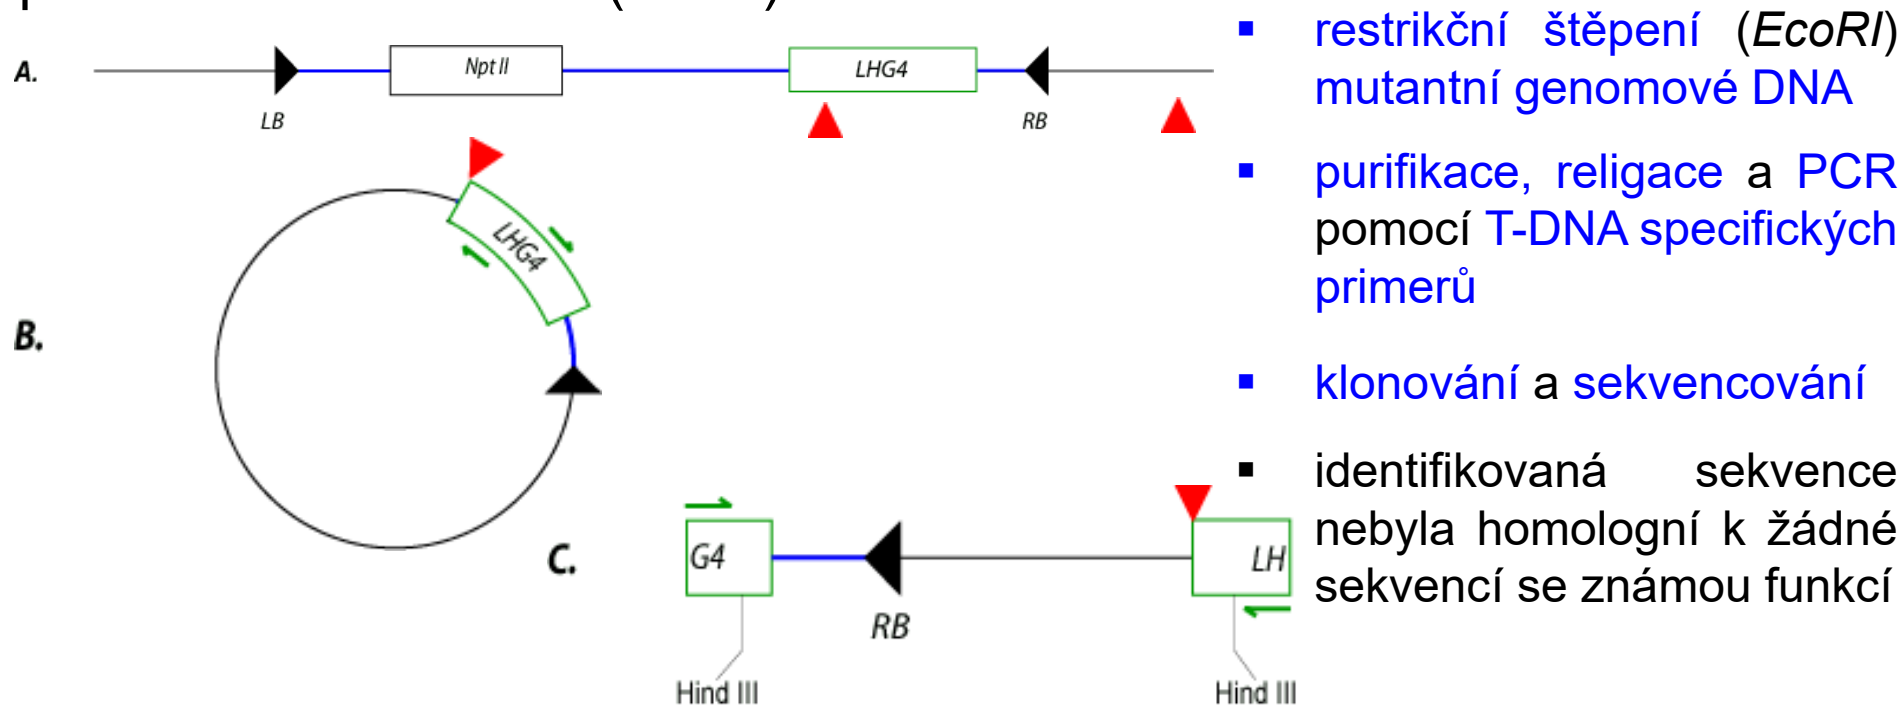 A.
Npt II
LHG4
LB
RB
LHG4
B.
C.
G4
LH
RB
Hind III
Hind III
▪ restrikční štěpení (EcoRI)
mutantní genomové DNA
▪ purifikace, religace a PCR
pomocí T-DNA specifických
primerů
▪ klonování a sekvencování
▪ identifikovaná sekvence
nebyla homologní k žádné
sekvencí se známou funkcí